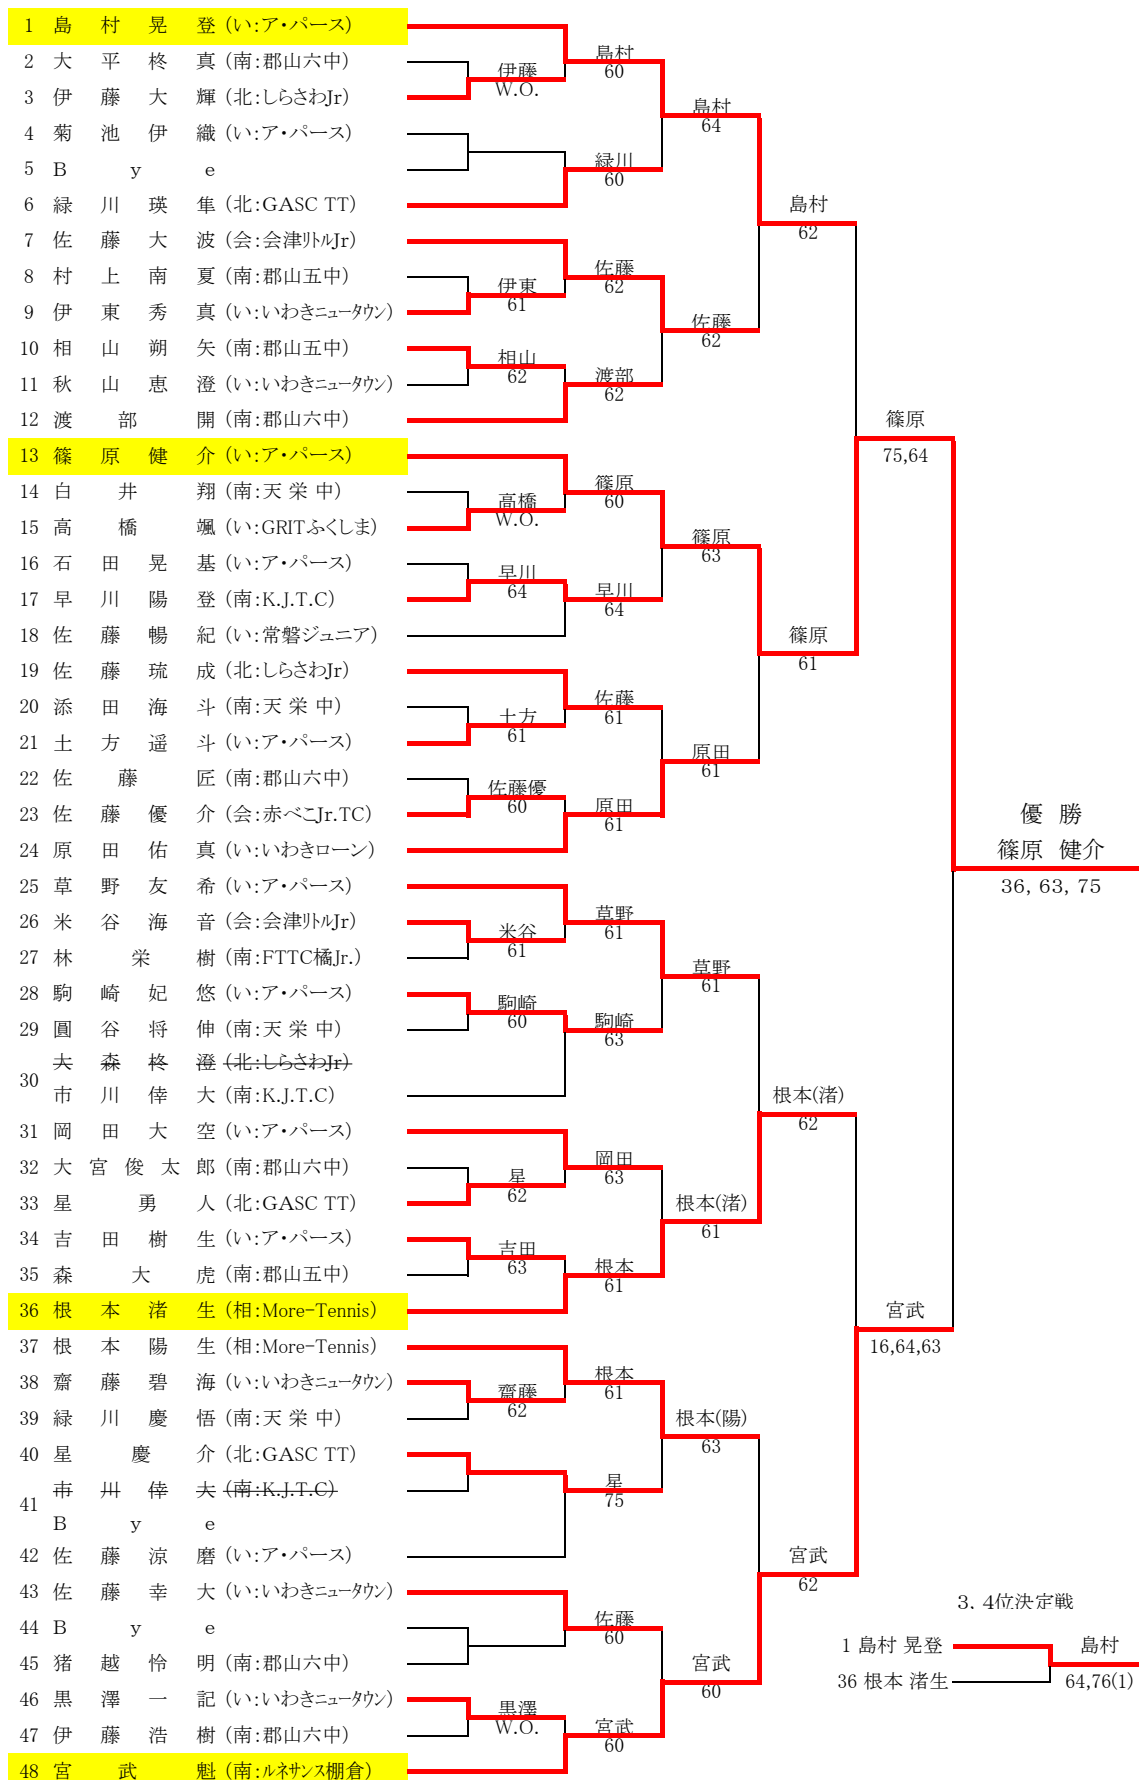 1 島 村 晃 登 (い:ア・パース)
2 大 平 柊 真 (南:郡山六中)
3 伊 藤 大 輝 (北:しらさわJr)
4 菊 池 伊 織 (い:ア・パース)
5 B y e
6 緑 川 瑛 隼 (北:GASC TT)
7 佐 藤 大 波 (会:会津リトルJr)
8 村 上 南 夏 (南:郡山五中)
9 伊 東 秀 真 (い:いわきニュータウン)
10 相 山 朔 矢 (南:郡山五中)
11 秋 山 恵 澄 (い:いわきニュータウン)
12 渡 部 開 (南:郡山六中)
13 篠 原 健 介 (い:ア・パース)
14 白 井 翔 (南:天 栄 中)
15 高 橋 颯 (い:GRITふくしま)
16 石 田 晃 基 (い:ア・パース)
17 早 川 陽 登 (南:K.J.T.C)
18 佐 藤 暢 紀 (い:常磐ジュニア)
19 佐 藤 琉 成 (北:しらさわJr)
20 添 田 海 斗 (南:天 栄 中)
21 土 方 遥 斗 (い:ア・パース)
22 佐 藤 匠 (南:郡山六中)
23 佐 藤 優 介 (会:赤べこJr.TC)
24 原 田 佑 真 (い:いわきローン)
25 草 野 友 希 (い:ア・パース)
26 米 谷 海 音 (会:会津リトルJr)
27 林 栄 樹 (南:FTTC橘Jr.)
28 駒 崎 妃 悠 (い:ア・パース)
29 圓 谷 将 伸 (南:天 栄 中)
大 森 柊 澄 (北:しらさわJr)
30
市 川 倖 大 (南:K.J.T.C)
31 岡 田 大 空 (い:ア・パース)
32 大 宮 俊 太 郎 (南:郡山六中)
33 星 勇 人 (北:GASC TT)
34 吉 田 樹 生 (い:ア・パース)
35 森 大 虎 (南:郡山五中)
36 根 本 渚 生 (相:More-Tennis)
37 根 本 陽 生 (相:More-Tennis)
38 齋 藤 碧 海 (い:いわきニュータウン)
39 緑 川 慶 悟 (南:天 栄 中)
40 星 慶 介 (北:GASC TT)
市 川 倖 大 (南:K.J.T.C)
41
B y e
42 佐 藤 涼 磨 (い:ア・パース)
43 佐 藤 幸 大 (い:いわきニュータウン)
44 B y e
45 猪 越 怜 明 (南:郡山六中)
46 黒 澤 一 記 (い:いわきニュータウン)
47 伊 藤 浩 樹 (南:郡山六中)
48 宮 武 魁 (南:ルネサンス棚倉)
伊藤
W.O.
伊東
61
相山
62
高橋
W.O.
早川
64
土方
61
佐藤優
60
米谷
61
駒崎
60
星
62
吉田
63
齋藤
62
黒澤
W.O.
島村
60
緑川
60
佐藤
62
渡部
62
篠原
60
早川
64
佐藤
61
原田
61
草野
61
駒崎
63
岡田
63
根本
61
根本
61
星
75
佐藤
60
宮武
60
島村
64
佐藤
62
篠原
63
原田
61
草野
61
根本(渚)
61
根本(陽)
63
宮武
60
島村
62
篠原
61
根本(渚)
62
宮武
62
篠原
75,64
宮武
16,64,63
優 勝
篠原 健介
36, 63, 75
3, 4位決定戦
1 島村 晃登
36 根本 渚生
島村
64,76(1)